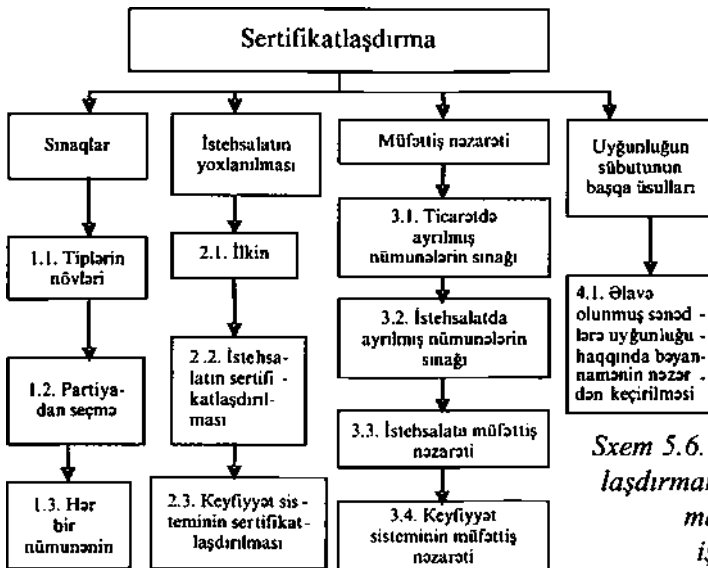 Sertifikatlaşdırma
Sınaqlar
1.1. Tiplərin
növləri
1.2. Partiya-
dan seçmə
1.3. Hər
bir
nümunənin
İstehsalatın
yoxlanılması
2.1. İlkin
2.2. İstehsa-
latın sertifi -
katlaşdırıl-
ması
2.3. Keyfiyyət sis -
teminin sertifikat-
laşdırılması
Müfəttiş nəzarəti
3.1. Ticarətdə
ayrılmış
nümunələrin sınağı
3.2. İstehsalatda
ayrılmış nümunələrin
sınağı
3.3. İstehsalata müfəttiş
nəzarəti
3.4. Keyfiyyət
sisteminin müfəttiş
nəzarəti
Uyğunluğun
sübutunun
başqa üsulları
4.1. Əlavə
olunmuş sənəd -
lərə uyğunluğu -
haqqında bəyan-
namənin nəzər -
dən keçirilməsi
Sxem 5.6.
laşdırma
m
iş